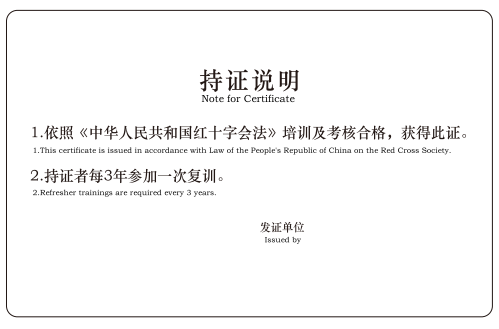 持证说明
Note for Certificate
1.依照《中华人民共和国红十字会法》培训及考核合格，获得此证。
1.This certificate is issued in accordance with Law of the People's Republic of China on the Red Cross Society.
2.持证者每3年参加一次复训。
2.Refresher trainings are required every 3 years.
发证单位
Issued by